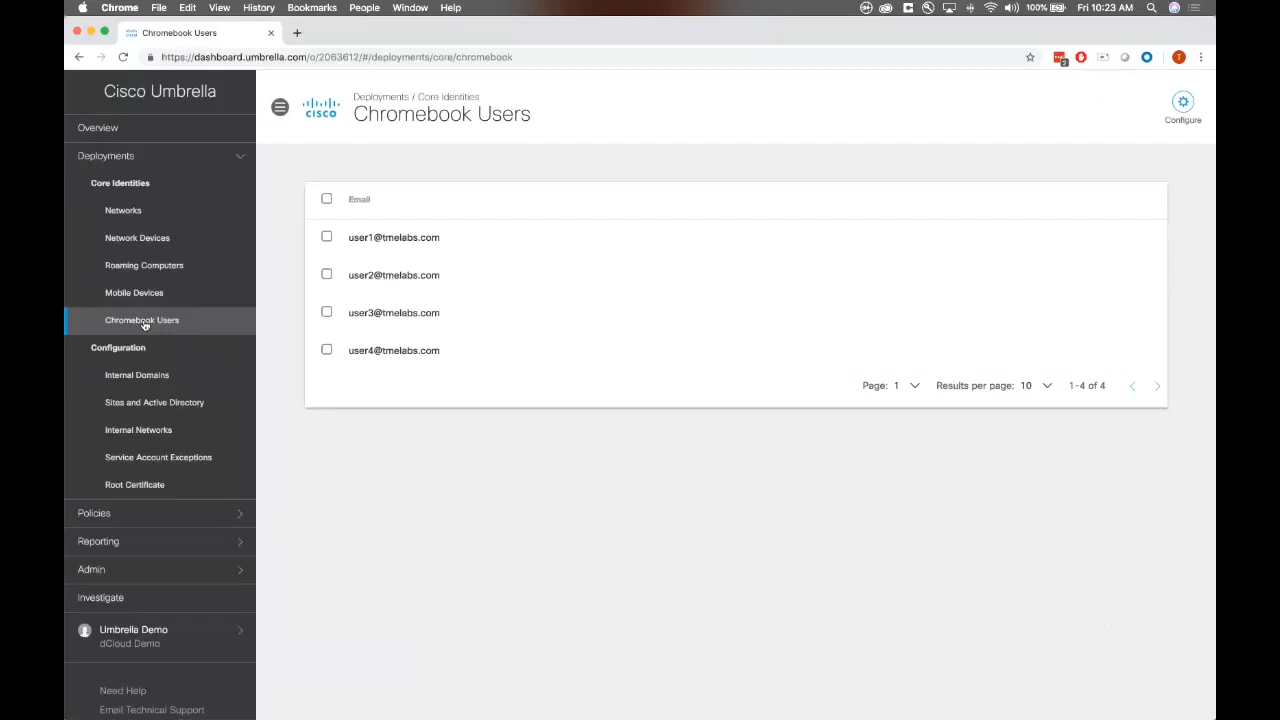 Chrome File Edit View History Bookmarks People Window Help 100% Fri 10:23 AM
Chromebook Users
https://dashboard.umbrella.com/o/2063612/#/deployments/core/chromebook
2
T
Cisco Umbrella
Overview
Deployments
Core Identities
Networks
Network Devices
Roaming Computers
Mobile Devices
Chromebook Users
Configuration
Internal Domains
Sites and Active Directory
Internal Networks
Service Account Exceptions
Root Certificate
Policies
Reporting
Admin
Investigate
Umbrella Demo
dCloud Demo
Need Help
Email Technical Support
CISCO
Deployments / Core Identities
Chromebook Users
Configure
Email
user1@tmelabs.com
user2@tmelabs.com
user3@tmelabs.com
user4@tmelabs.com
Page: 1 Results per page: 10 1-4 of 4